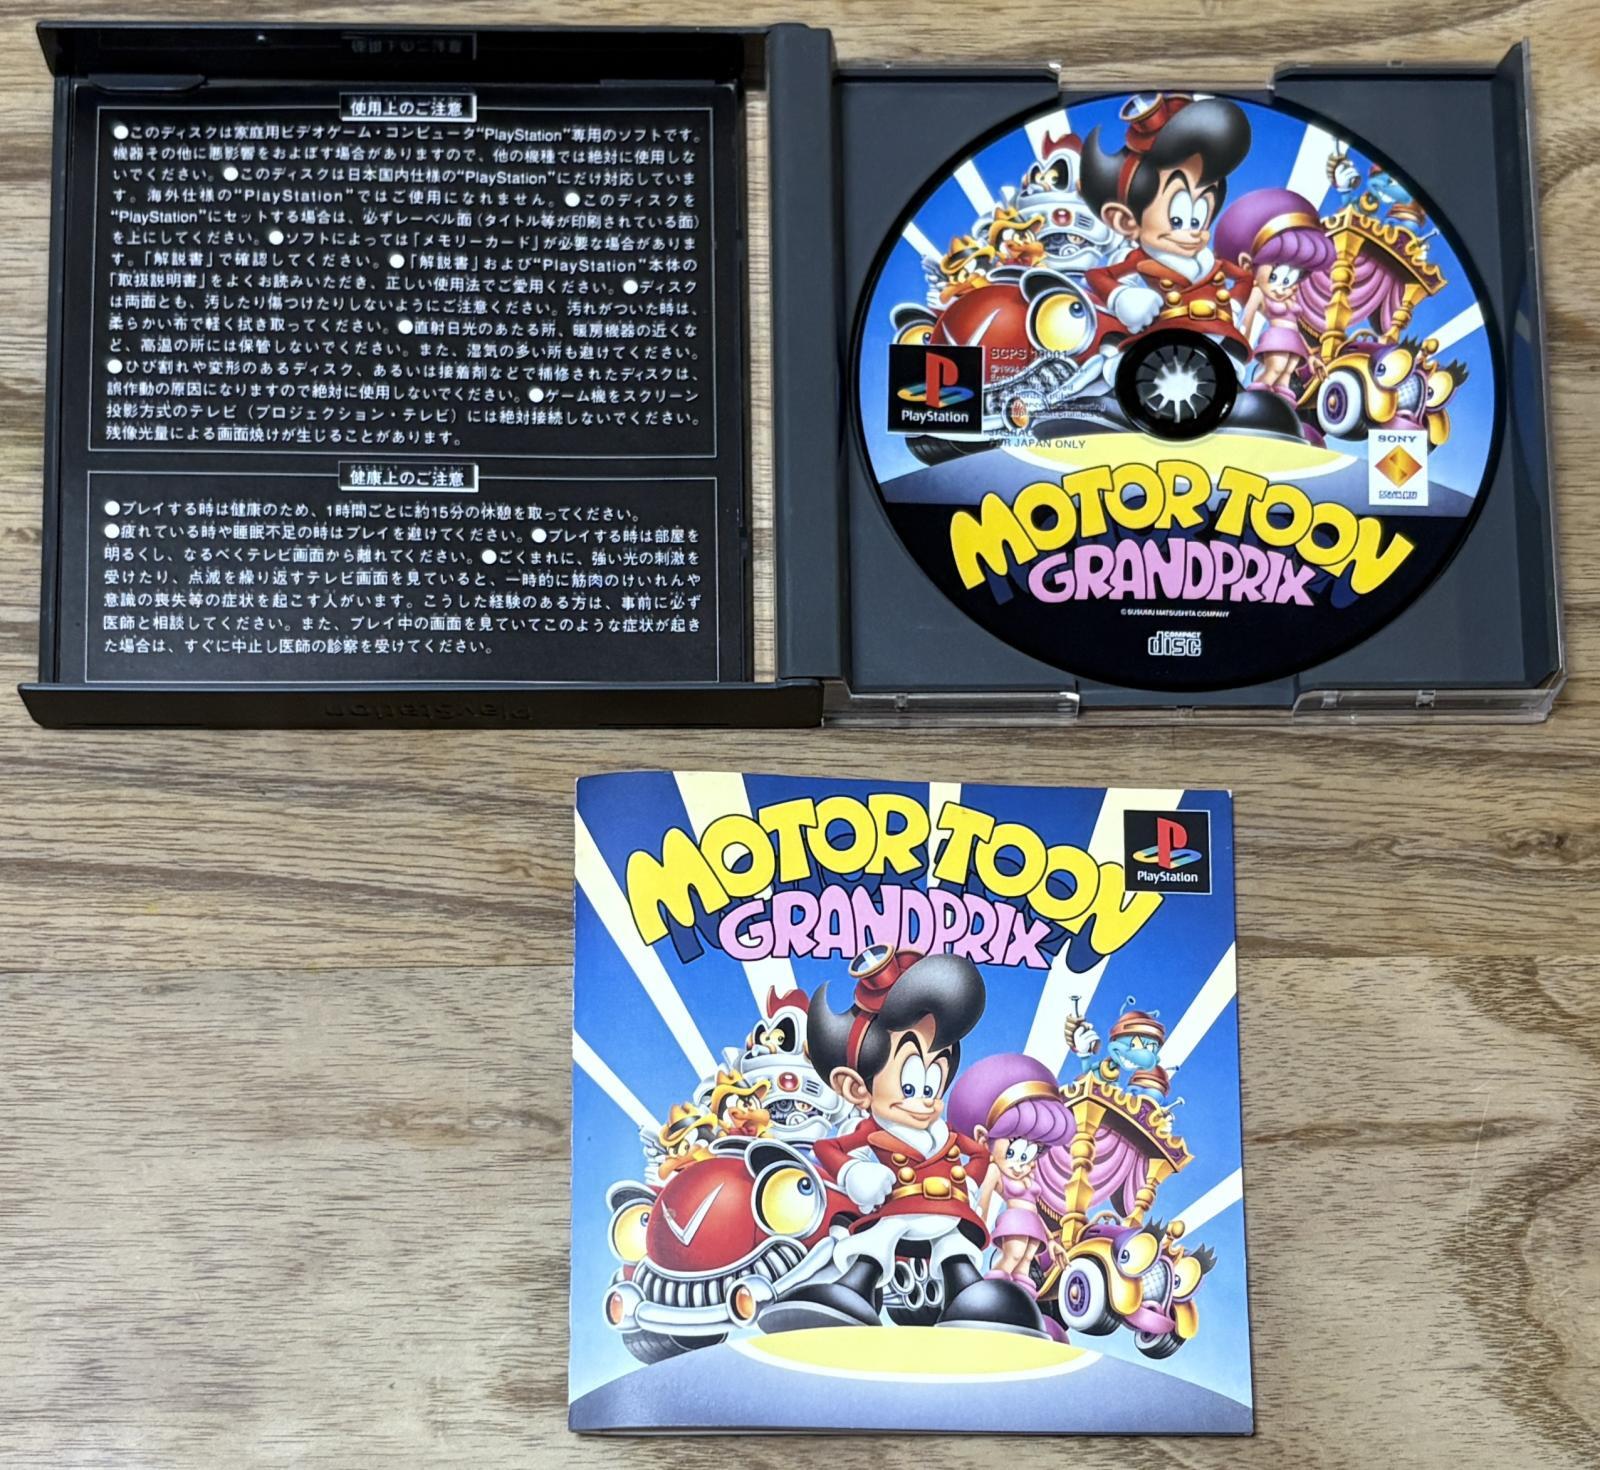 使用上のご注意
●このディスクは家庭用ビデオゲーム・コンピュータ“PlayStation”専用のソフトです。
機器その他に悪影響をおよぼす場合がありますので、他の機種では絶対に使用しな
いでください。●このディスクは日本国内仕様の“PlayStation”にだけ対応していま
す。海外仕様の“PlayStation”ではご使用になれません。●このディスクを
“PlayStation”にセットする場合は、必ずレーベル面（タイトル等が印刷されている面）
を上にしてください。●ソフトによっては「メモリーカード」が必要な場合がありま
す。「解説書」で確認してください。●「解説書」および“PlayStation”本体の
「取扱説明書」をよくお読みいただき、正しい使用法でご愛用ください。●ディスク
は両面とも、汚したり傷つけたりしないようにご注意ください。汚れがついた時は、
柔らかい布で軽く拭き取ってください。●直射日光のあたる所、暖房機器の近くな
ど、高温の所には保管しないでください。また、湿気の多い所も避けてください。
●ひび割れや変形のあるディスク、あるいは接着剤などで補修されたディスクは、
誤作動の原因になりますので絶対に使用しないでください。●ゲーム機をスクリーン
投影方式のテレビ（プロジェクション・テレビ）には絶対接続しないでください。
残像光量による画面焼けが生じることがあります。
健康上のご注意
●プレイする時は健康のため、1時間ごとに約15分の休憩を取ってください。
●疲れている時や睡眠不足の時はプレイを避けてください。●プレイする時は部屋を
明るくし、なるべくテレビ画面から離れてください。●ごくまれに、強い光の刺激を
受けたり、点滅を繰り返すテレビ画面を見ていると、一時的に筋肉のけいれんや
意識の喪失等の症状を起こす人がいます。こうした経験のある方は、事前に必ず
医師と相談してください。また、プレイ中の画面を見ていてこのような症状が起き
た場合は、すぐに中止し医師の診察を受けてください。
PlayStation
PlayStation
SCPS
FOR JAPAN ONLY
SONY
MOTOR TOON
GRANDPRIX
© SUSUMU MATSUSHITA COMPANY
COMPACT
disc
MOTOR TOON
GRANDPRIX
PlayStation